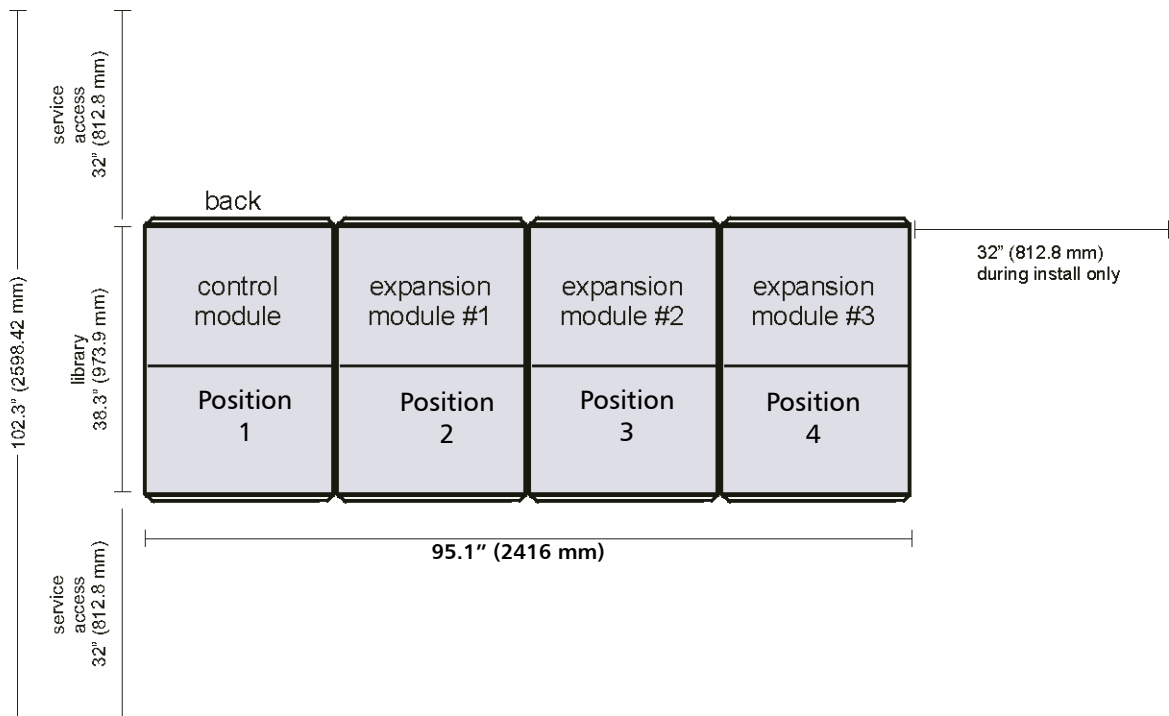 102.3" (2598.42 mm)
service
access
32" (812.8 mm)
back
library
38.3" (973.9 mm)
control
module
expansion
module #1
expansion
module #2
expansion
module #3
32" (812.8 mm)
during install only
Position
1
Position
2
Position
3
Position
4
95.1" (2416 mm)
service
access
32" (812.8 mm)